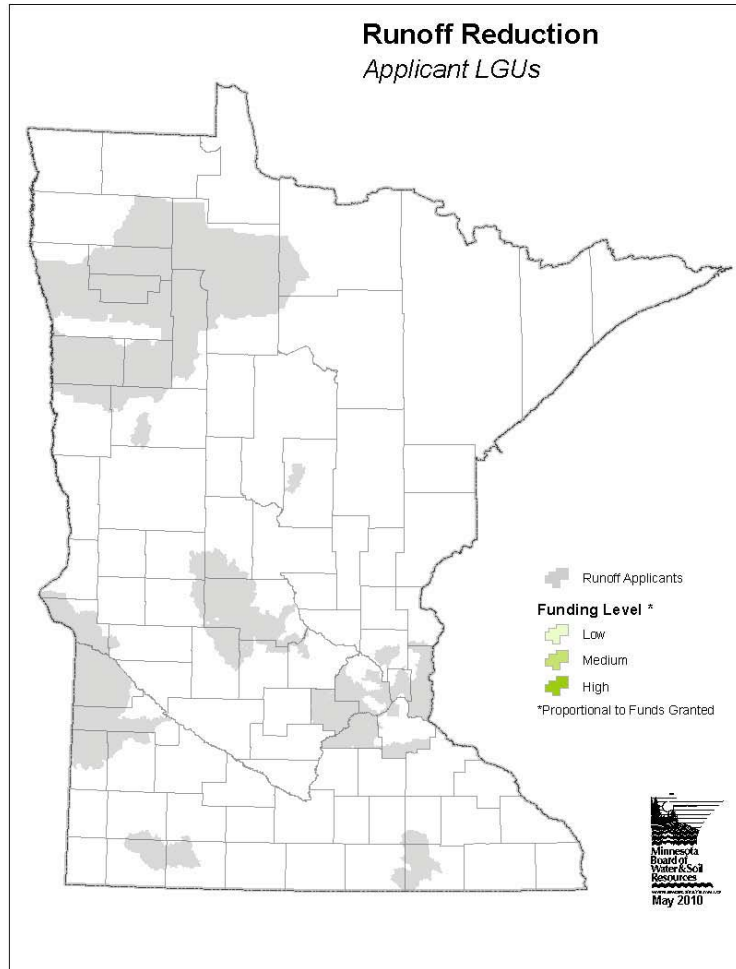 Runoff Reduction
Applicant LGUs
Runoff Applicants
Funding Level *
Low
Medium
High
*Proportional to Funds Granted
Minnesota
Board of
Water & Soil
Resources
May 2010